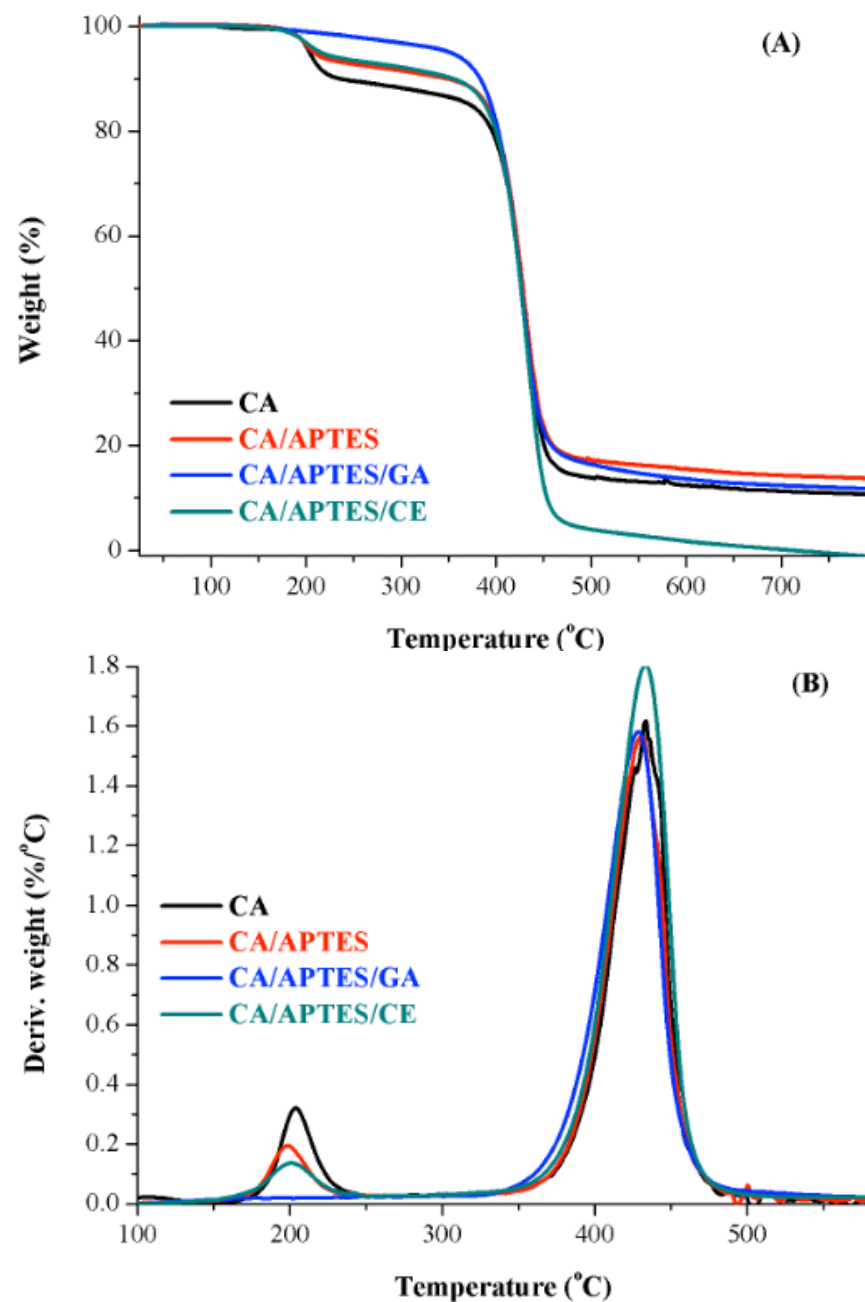 (A)
Weight (%)
100
80
60
40
20
0
CA
CA/APTES
CA/APTES/GA
CA/APTES/CE
100 200 300 400 500 600 700
Temperature (°C)
(B)
Deriv. weight (%/°C)
1.8
1.6
1.4
1.2
1.0
0.8
0.6
0.4
0.2
0.0
CA
CA/APTES
CA/APTES/GA
CA/APTES/CE
100 200 300 400 500
Temperature (°C)